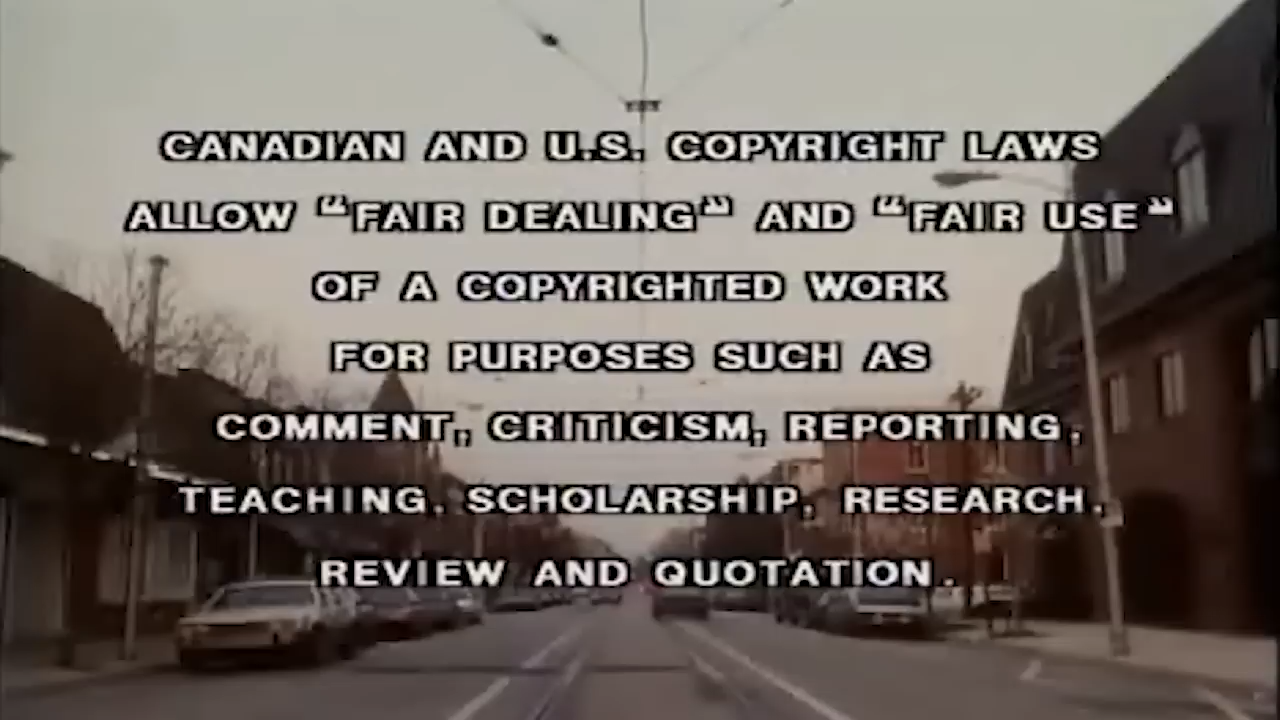 CANADIAN AND U.S. COPYRIGHT LAWS
ALLOW “FAIR DEALING” AND “FAIR USE”
OF A COPYRIGHTED WORK
FOR PURPOSES SUCH AS
COMMENT, CRITICISM, REPORTING,
TEACHING, SCHOLARSHIP, RESEARCH,
REVIEW AND QUOTATION.